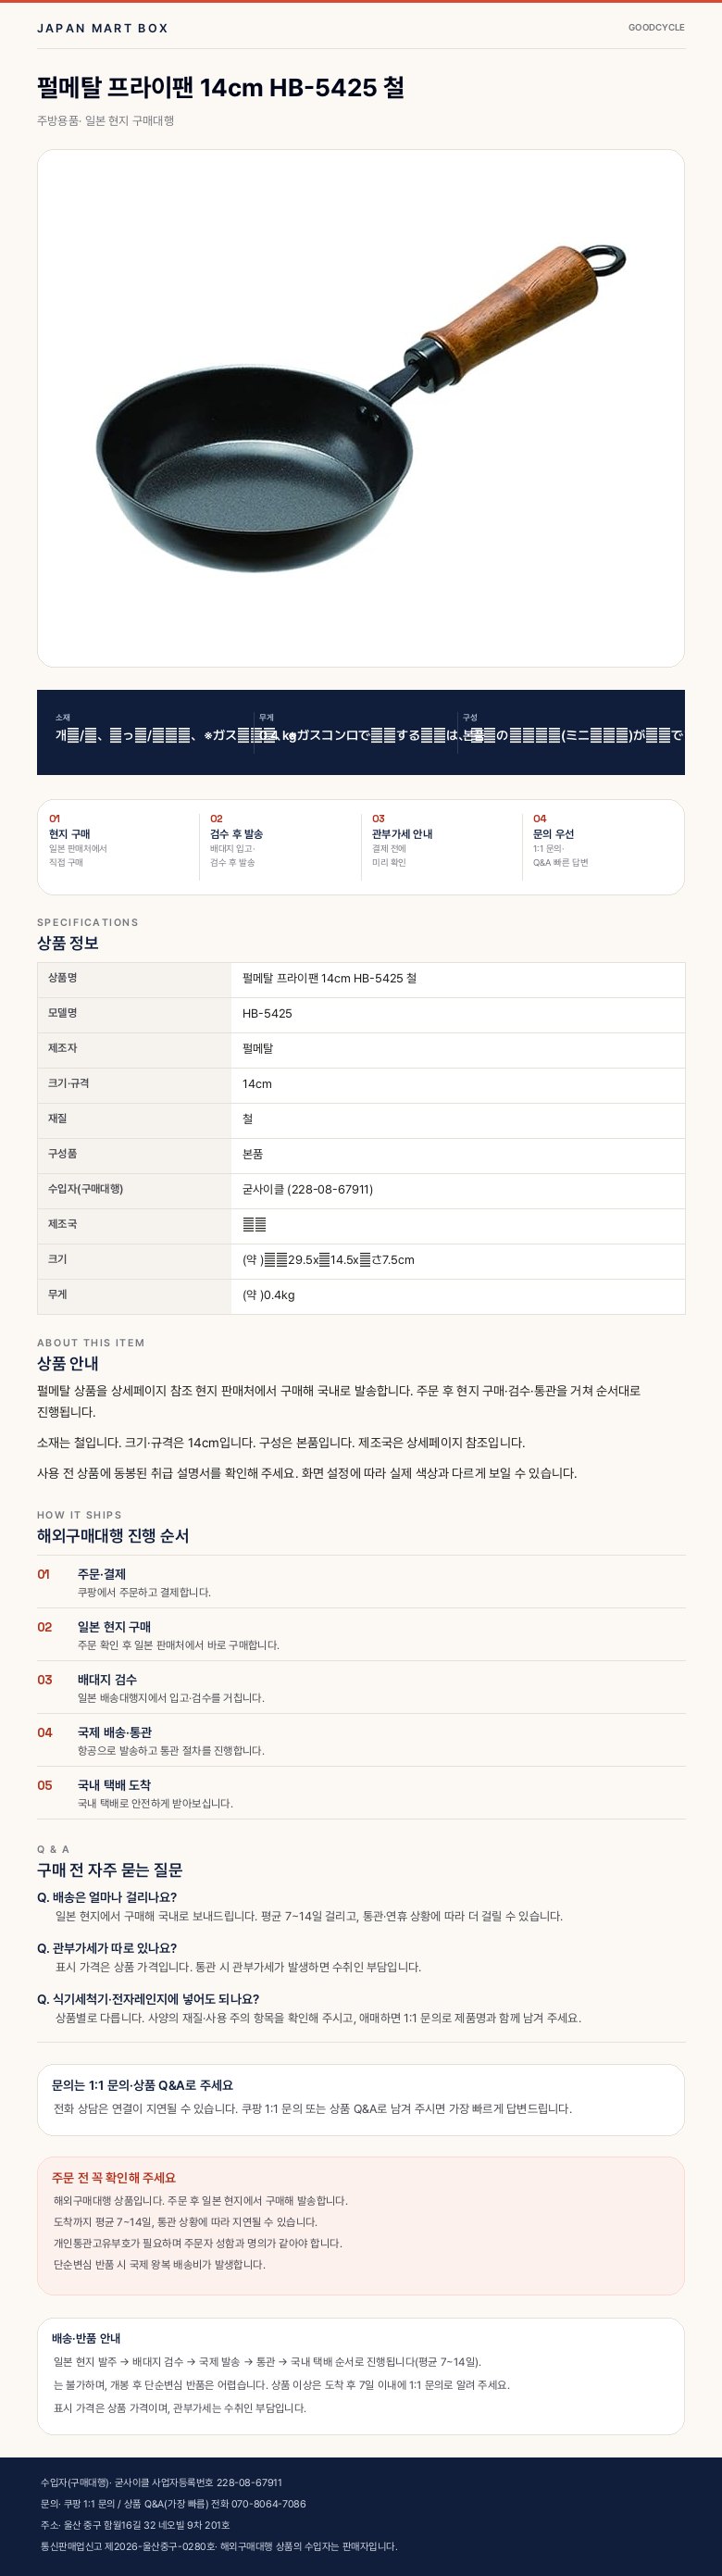 JAPAN MART BOX
GOODCYCLE
펄메탈 프라이팬 14cm HB-5425 철
주방용품· 일본 현지 구매대행
소재
무게
구성
0.4 kg
본품
01
현지 구매
일본 판매처에서
직접 구매
02
검수 후 발송
배대지 입고·
검수 후 발송
03
관부가세 안내
결제 전에
미리 확인
04
문의 우선
1:1 문의·
Q&A 빠른 답변
SPECIFICATIONS
상품 정보
상품명 펄메탈 프라이팬 14cm HB-5425 철
모델명 HB-5425
제조자 펄메탈
크기·규격 14cm
재질 철
구성품 본품
수입자(구매대행) 굳사이클 (228-08-67911)
제조국
크기 (약 )29.5x14.5xさ7.5cm
무게 (약 )0.4kg
ABOUT THIS ITEM
상품 안내
펄메탈 상품을 상세페이지 참조 현지 판매처에서 구매해 국내로 발송합니다. 주문 후 현지 구매·검수·통관을 거쳐 순서대로
진행됩니다.
소재는 철입니다. 크기·규격은 14cm입니다. 구성은 본품입니다. 제조국은 상세페이지 참조입니다.
사용 전 상품에 동봉된 취급 설명서를 확인해 주세요. 화면 설정에 따라 실제 색상과 다르게 보일 수 있습니다.
HOW IT SHIPS
해외구매대행 진행 순서
01 주문·결제
쿠팡에서 주문하고 결제합니다.
02 일본 현지 구매
주문 확인 후 일본 판매처에서 바로 구매합니다.
03 배대지 검수
일본 배송대행지에서 입고·검수를 거칩니다.
04 국제 배송·통관
항공으로 발송하고 통관 절차를 진행합니다.
05 국내 택배 도착
국내 택배로 안전하게 받아보십니다.
Q & A
구매 전 자주 묻는 질문
Q. 배송은 얼마나 걸리나요?
일본 현지에서 구매해 국내로 보내드립니다. 평균 7~14일 걸리고, 통관·연휴 상황에 따라 더 걸릴 수 있습니다.
Q. 관부가세가 따로 있나요?
표시 가격은 상품 가격입니다. 통관 시 관부가세가 발생하면 수취인 부담입니다.
Q. 식기세척기·전자레인지에 넣어도 되나요?
상품별로 다릅니다. 사양의 재질·사용 주의 항목을 확인해 주시고, 애매하면 1:1 문의로 제품명과 함께 남겨 주세요.
문의는 1:1 문의·상품 Q&A로 주세요
전화 상담은 연결이 지연될 수 있습니다. 쿠팡 1:1 문의 또는 상품 Q&A로 남겨 주시면 가장 빠르게 답변드립니다.
주문 전 꼭 확인해 주세요
해외구매대행 상품입니다. 주문 후 일본 현지에서 구매해 발송합니다.
도착까지 평균 7~14일, 통관 상황에 따라 지연될 수 있습니다.
개인통관고유부호가 필요하며 주문자 성함과 명의가 같아야 합니다.
단순변심 반품 시 국제 왕복 배송비가 발생합니다.
배송·반품 안내
일본 현지 발주 → 배대지 검수 → 국제 발송 → 통관 → 국내 택배 순서로 진행됩니다(평균 7~14일).
는 불가하며, 개봉 후 단순변심 반품은 어렵습니다. 상품 이상은 도착 후 7일 이내에 1:1 문의로 알려 주세요.
표시 가격은 상품 가격이며, 관부가세는 수취인 부담입니다.
수입자(구매대행)· 굳사이클 사업자등록번호 228-08-67911
문의· 쿠팡 1:1 문의 / 상품 Q&A(가장 빠름) 전화 070-8064-7086
주소· 울산 중구 함월16길 32 네오빌 9차 201호
통신판매업신고 제2026-울산중구-0280호· 해외구매대행 상품의 수입자는 판매자입니다.